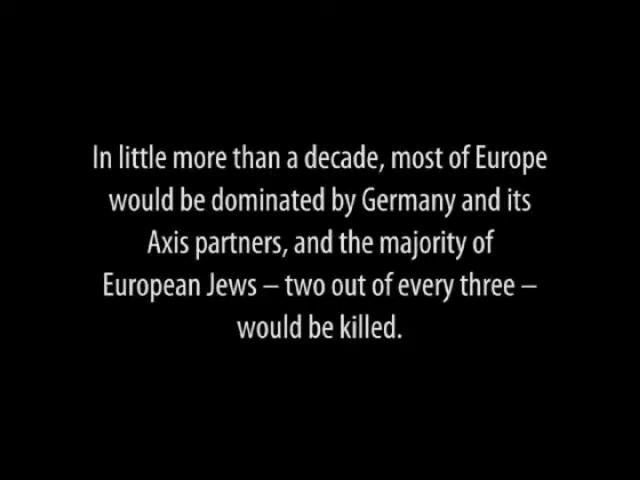 In little more than a decade, most of Europe
would be dominated by Germany and its
Axis partners, and the majority of
European Jews – two out of every three –
would be killed.